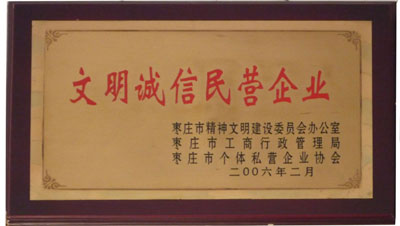 文明诚信民营企业
枣庄市精神文明建设委员会办公室
枣庄市工商行政管理局
枣庄市个体私营企业协会
二00六年二月